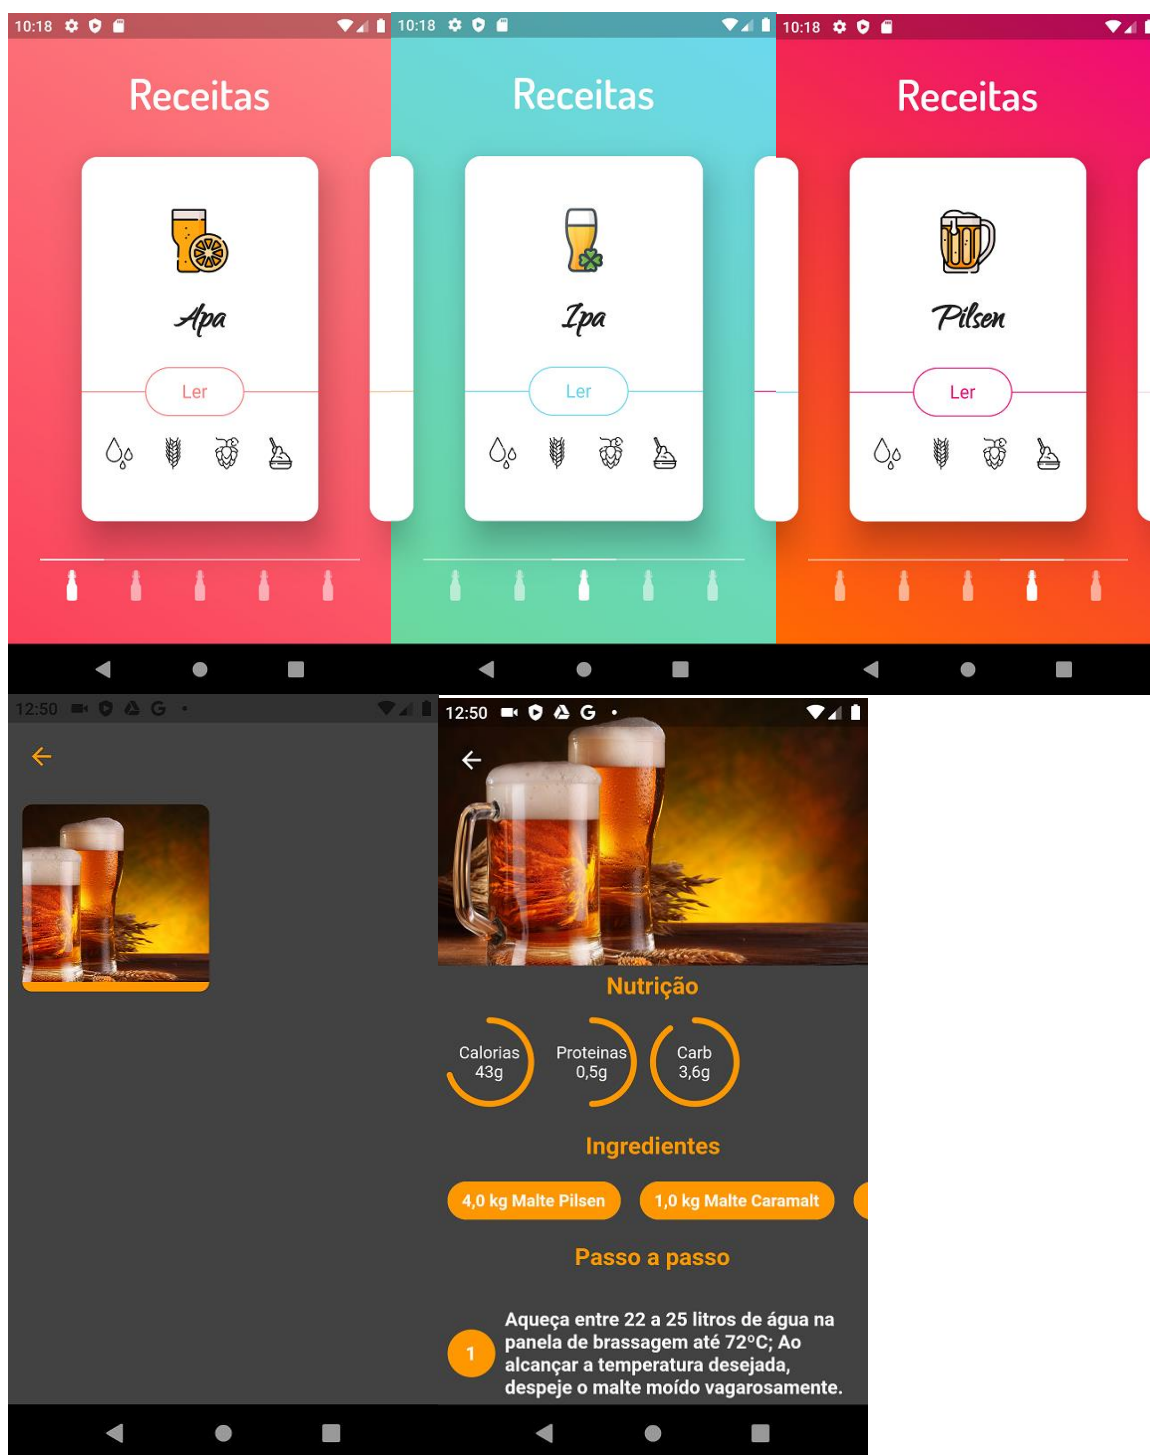 10:18
Receitas
Apa
Ler
10:18
Receitas
Ipa
Ler
10:18
Receitas
Pilsen
Ler
12:50
G
12:50
G
Nutrição
Calorias
43g
Proteinas
0,5g
Carb
3,6g
Ingredientes
4,0 kg Malte Pilsen
1,0 kg Malte Caramalt
Passo a passo
1
Aqueça entre 22 a 25 litros de água na
panela de brassagem até 72ºC; Ao
alcançar a temperatura desejada,
despeje o malte moído vagarosamente.